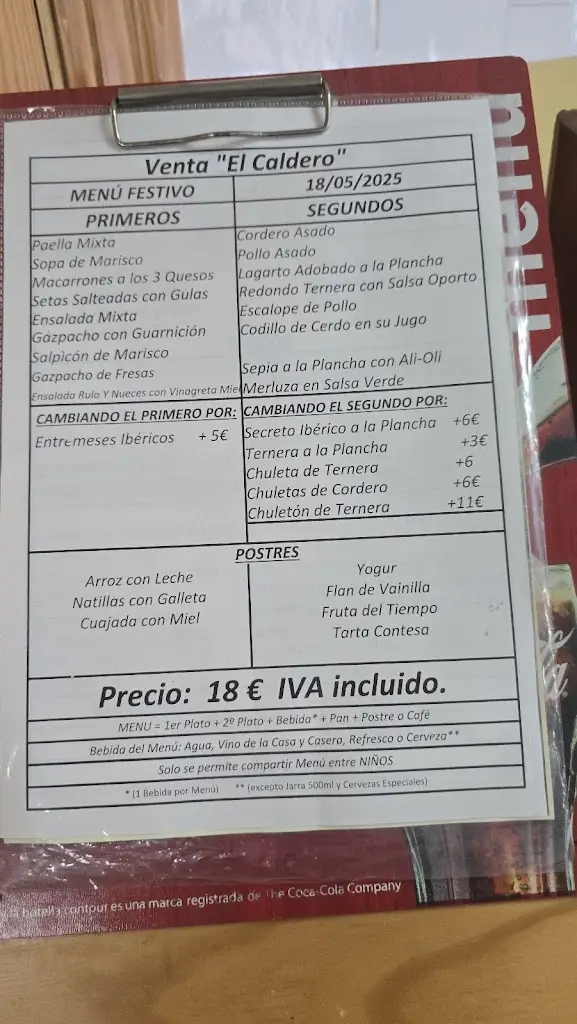 Venta "El Caldero"
MENÚ FESTIVO
18/05/2025
PRIMEROS
Paella Mixta
Sopa de Marisco
Macarrones a los 3 Quesos
Setas Salteadas con Gulas
Ensalada Mixta
Gazpacho con Guarnición
Salpicón de Marisco
Gazpacho de Fresas
Ensalada Rulo Y Nueces con Vinagreta Miel
SEGUNDOS
Cordero Asado
Pollo Asado
Lagarto Adobado a la Plancha
Redondo Ternera con Salsa Oporto
Escalope de Pollo
Codillo de Cerdo en su Jugo
Sepia a la Plancha con Ali-Oli
Merluza en Salsa Verde
CAMBIANDO EL PRIMERO POR:
Entremeses Ibéricos + 5€
CAMBIANDO EL SEGUNDO POR:
Secreto Ibérico a la Plancha +6€
Ternera a la Plancha +3€
Chuleta de Ternera +6
Chuletas de Cordero +6€
Chuletón de Ternera +11€
POSTRES
Arroz con Leche
Natillas con Galleta
Cuajada con Miel
Yogur
Flan de Vainilla
Fruta del Tiempo
Tarta Contesa
Precio: 18 € IVA incluido.
MENU = 1er Plato + 2º Plato + Bebida* + Pan + Postre o Café
Bebida del Menú: Agua, Vino de la Casa y Casera, Refresco o Cerveza**
Solo se permite compartir Menú entre NIÑOS
* (1 Bebida por Menú) ** (excepto Jarra 500ml y Cervezas Especiales)
menu
la botella contour es una marca registrada de The Coca-Cola Company